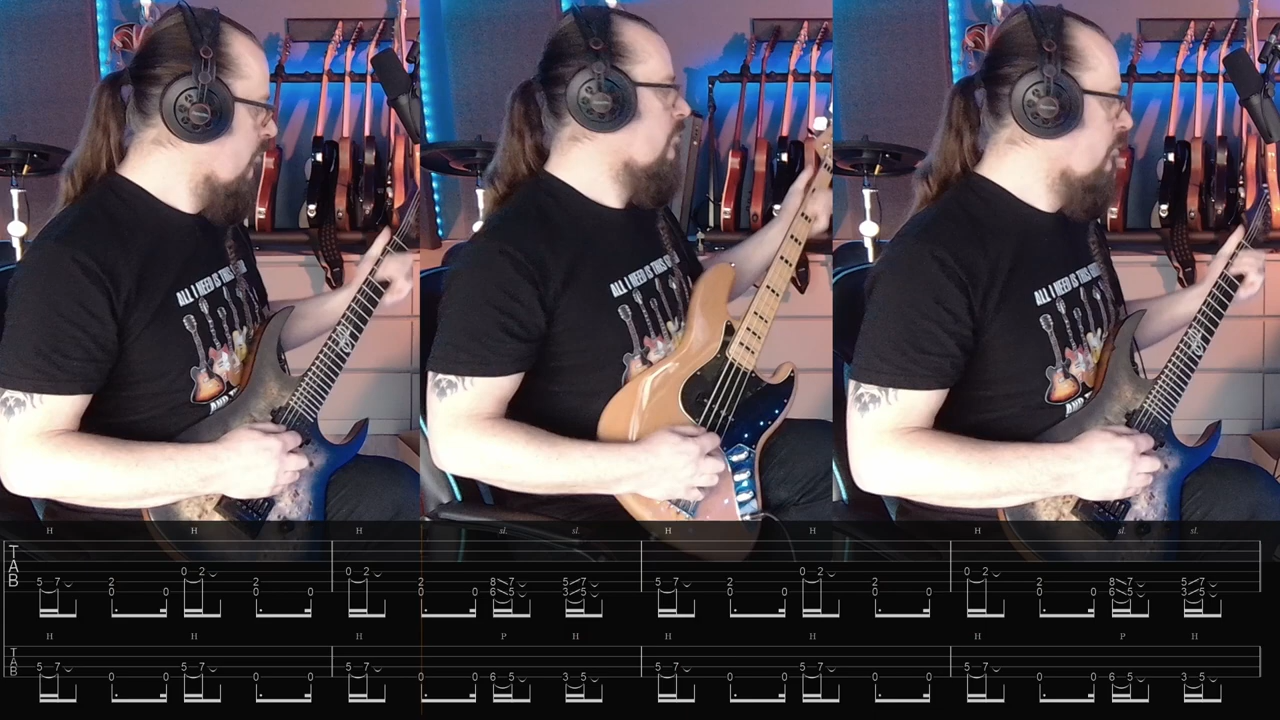 ALL I NEED IS THIS
ALL I NEED IS THIS
ALL I NEED IS THIS
AND
AND
H H H sl. sl. H H H sl. sl.
T
A
B
0 2 0 2 0 2 0 2
5 7 2 2 2 8 7 5 7 5 7 2 2 2 8 7 5 7
0 0 0 0 0 0 6 5 3 5 0 0 0 0 0 0 6 5 3 5
H H H P H H H H P H
T
A
B
5 7 5 7 5 7 5 7 5 7 5 7
0 0 0 0 0 0 6 5 3 5 0 0 0 0 0 0 6 5 3 5